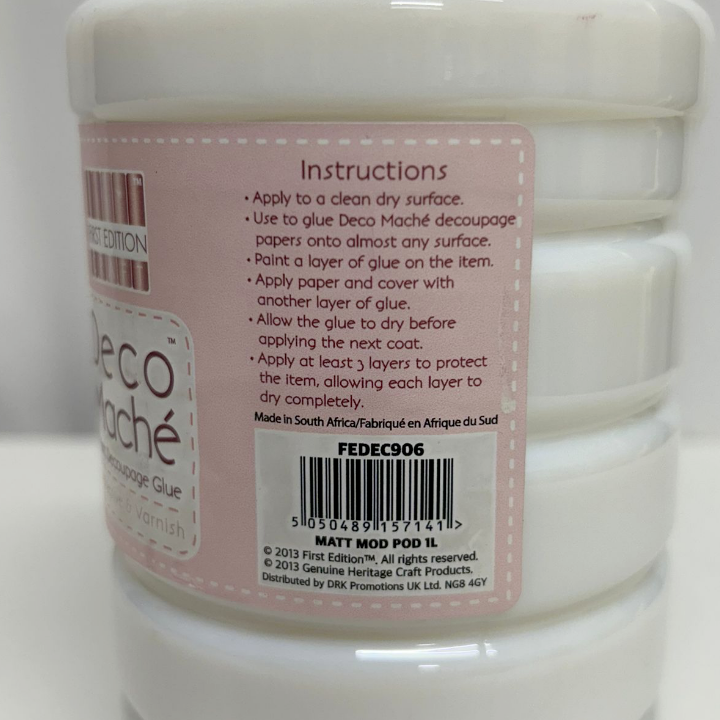 Instructions
• Apply to a clean dry surface.
• Use to glue Deco Maché decoupage
papers onto almost any surface.
• Paint a layer of glue on the item.
• Apply paper and cover with
another layer of glue.
• Allow the glue to dry before
applying the next coat.
• Apply at least 3 layers to protect
the item, allowing each layer to
dry completely.
Made in South Africa/Fabriqué en Afrique du Sud
FEDEC906
5 050489 157141 >
MATT MOD POD 1L
© 2013 First Edition™. All rights reserved.
© 2013 Genuine Heritage Craft Products.
Distributed by DRK Promotions UK Ltd. NG8 4GY
FIRST EDITION
™
Deco™
Maché
Decoupage Glue
& Varnish